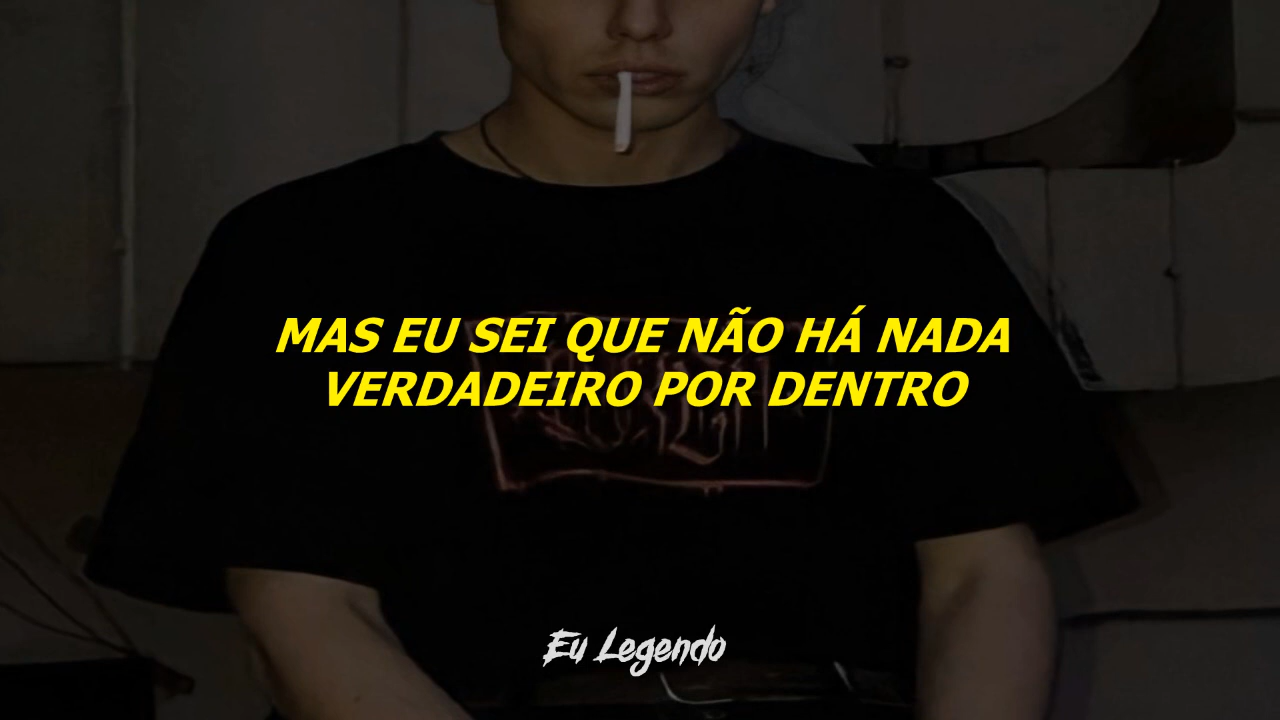 MAS EU SEI QUE NÃO HÁ NADA
VERDADEIRO POR DENTRO
Eu Legendo